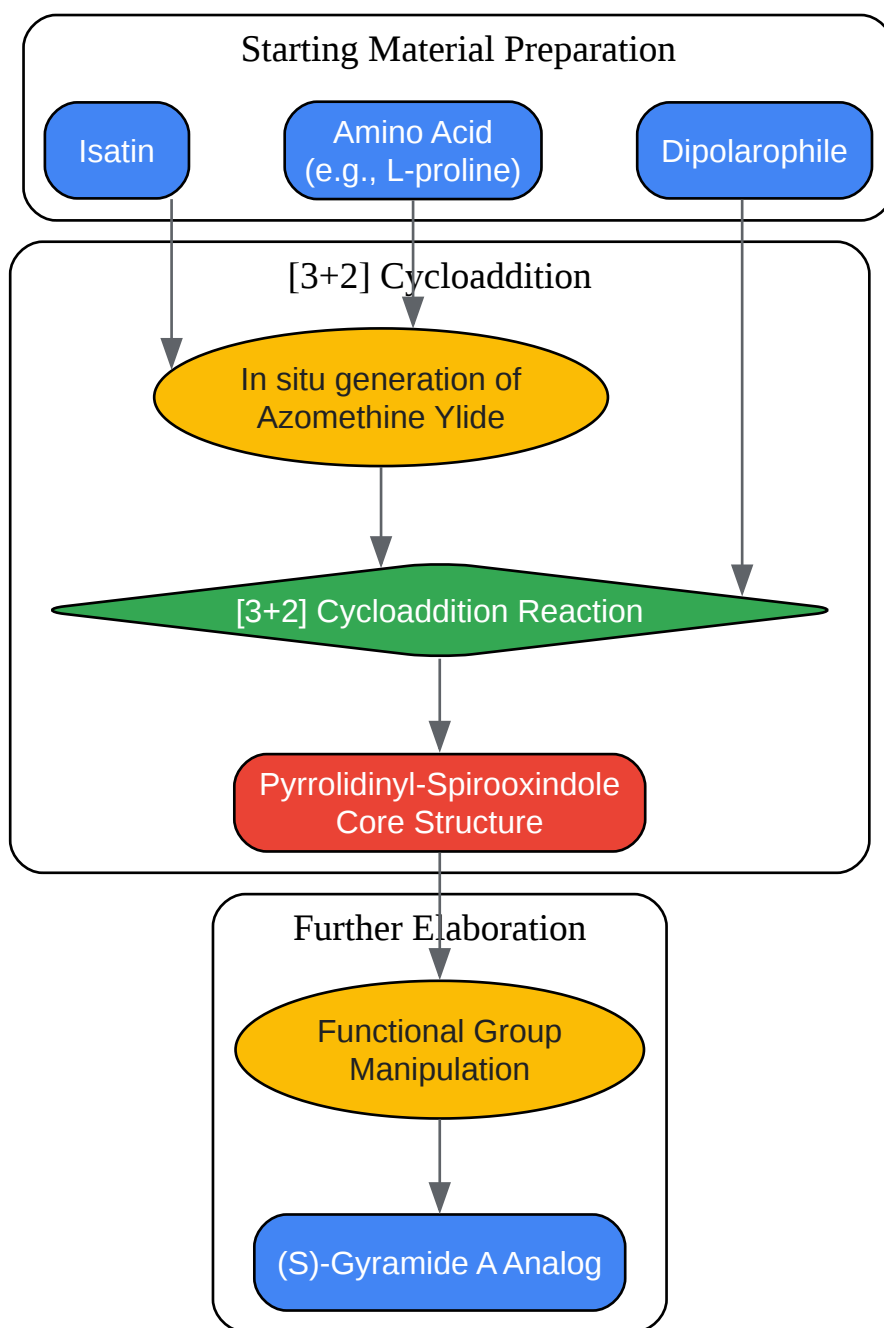 Starting Material Preparation
Isatin
Amino Acid
(e.g., L-proline)
Dipolarophile
[3+2] Cycloaddition
In situ generation of
Azomethine Ylide
[3+2] Cycloaddition Reaction
Pyrrolidinyl-Spirooxindole
Core Structure
Further Elaboration
Functional Group
Manipulation
(S)-Gyramide A Analog